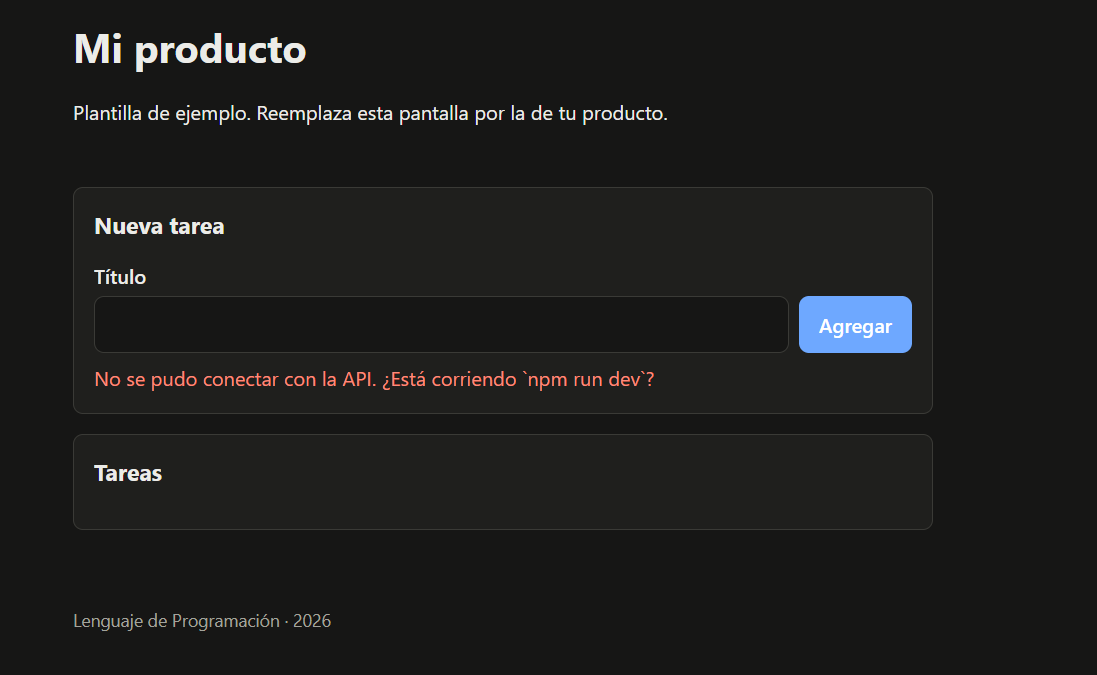 Mi producto
Plantilla de ejemplo. Reemplaza esta pantalla por la de tu producto.
Nueva tarea
Título
Agregar
No se pudo conectar con la API. ¿Está corriendo `npm run dev`?
Tareas
Lenguaje de Programación · 2026